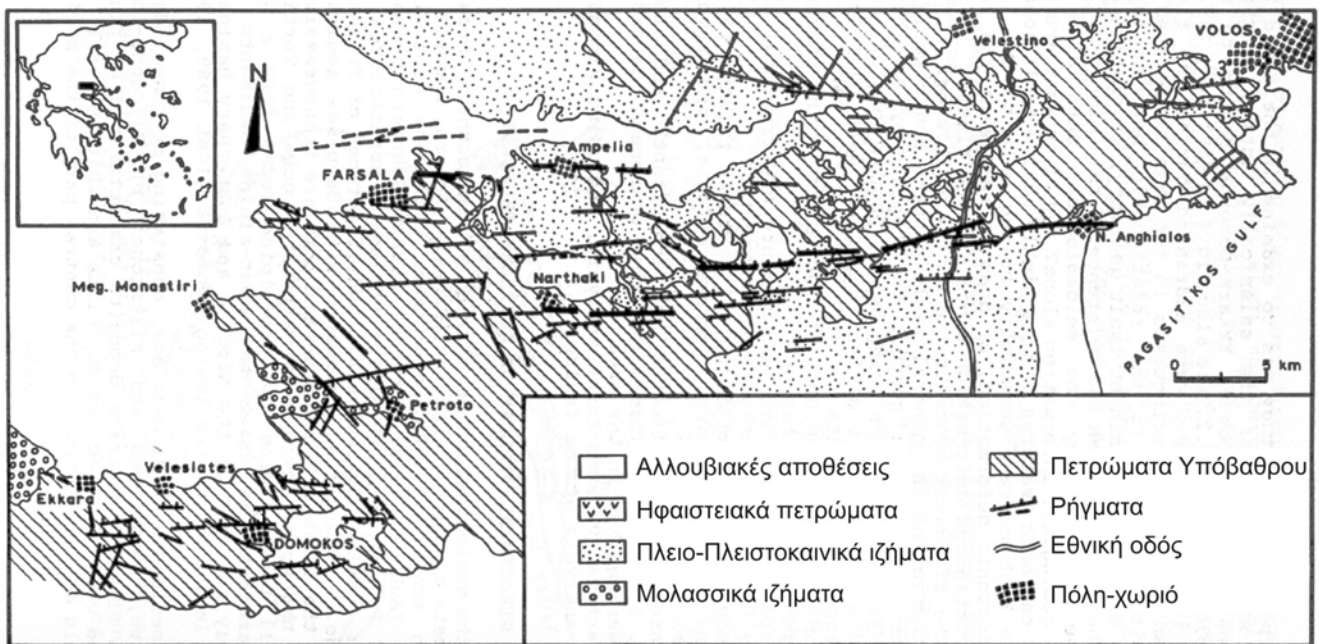 VOLOS
Velestino
3
N
Ampelia
FARSALA
N. Anghialos
Narthaki
Meg. Monastiri
PAGASITIKOS GULF
0 5 km
Petroto
Velesiates
Ekkara
DOMOKOS
Αλλουβιακές αποθέσεις
Ηφαιστειακά πετρώματα
Πλειο-Πλειστοκαινικά ιζήματα
Μολασσικά ιζήματα
Πετρώματα Υπόβαθρου
Ρήγματα
Εθνική οδός
Πόλη-χωριό